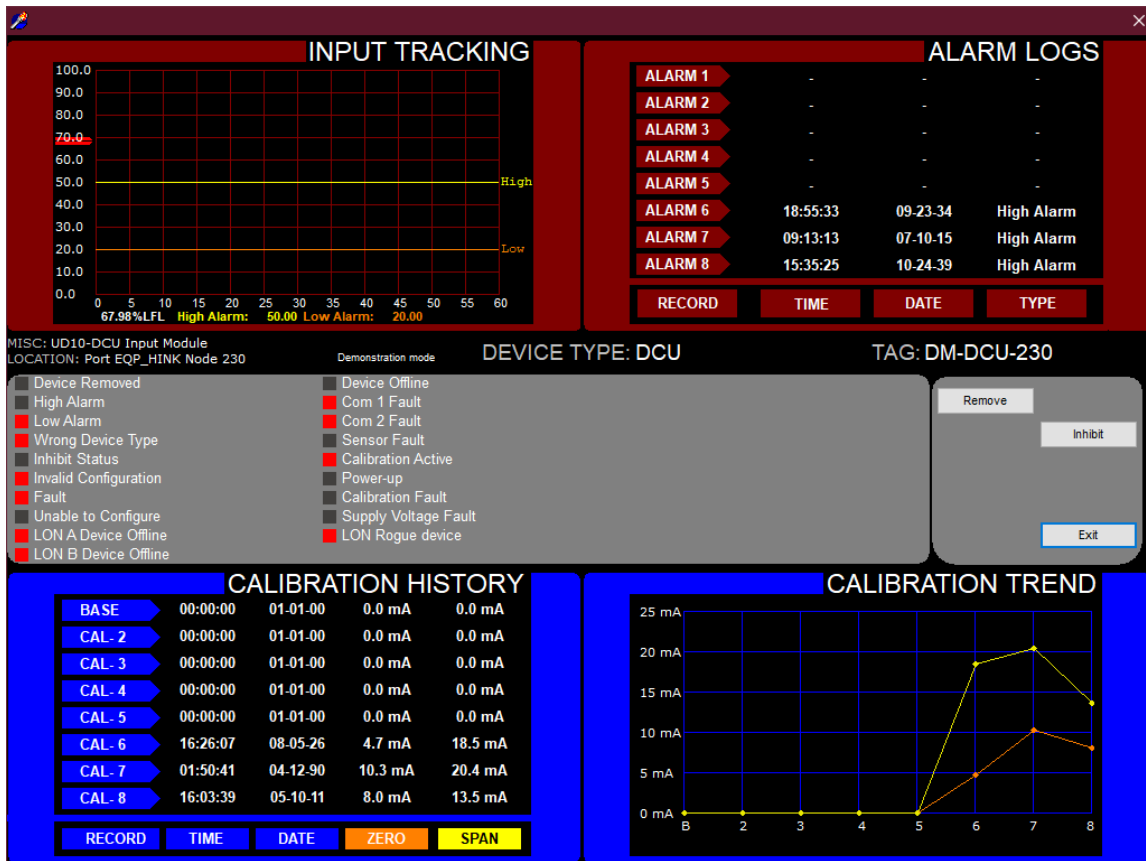 INPUT TRACKING
100.0
90.0
80.0
70.0
60.0
50.0
High
40.0
30.0
20.0
Low
10.0
0.0
0 5 10 15 20 25 30 35 40 45 50 55 60
67.98%LFL High Alarm: 50.00 Low Alarm: 20.00
ALARM LOGS
ALARM 1 - - -
ALARM 2 - - -
ALARM 3 - - -
ALARM 4 - - -
ALARM 5 - - -
ALARM 6 18:55:33 09-23-34 High Alarm
ALARM 7 09:13:13 07-10-15 High Alarm
ALARM 8 15:35:25 10-24-39 High Alarm
RECORD TIME DATE TYPE
MISC: UD10-DCU Input Module
LOCATION: Port EQP_HINK Node 230
Demonstration mode
DEVICE TYPE: DCU
TAG: DM-DCU-230
Device Removed
High Alarm
Low Alarm
Wrong Device Type
Inhibit Status
Invalid Configuration
Fault
Unable to Configure
LON A Device Offline
LON B Device Offline
Device Offline
Com 1 Fault
Com 2 Fault
Sensor Fault
Calibration Active
Power-up
Calibration Fault
Supply Voltage Fault
LON Rogue device
Remove
Inhibit
Exit
CALIBRATION HISTORY
BASE 00:00:00 01-01-00 0.0 mA 0.0 mA
CAL- 2 00:00:00 01-01-00 0.0 mA 0.0 mA
CAL- 3 00:00:00 01-01-00 0.0 mA 0.0 mA
CAL- 4 00:00:00 01-01-00 0.0 mA 0.0 mA
CAL- 5 00:00:00 01-01-00 0.0 mA 0.0 mA
CAL- 6 16:26:07 08-05-26 4.7 mA 18.5 mA
CAL- 7 01:50:41 04-12-90 10.3 mA 20.4 mA
CAL- 8 16:03:39 05-10-11 8.0 mA 13.5 mA
RECORD TIME DATE ZERO SPAN
CALIBRATION TREND
25 mA
20 mA
15 mA
10 mA
5 mA
0 mA
B 2 3 4 5 6 7 8